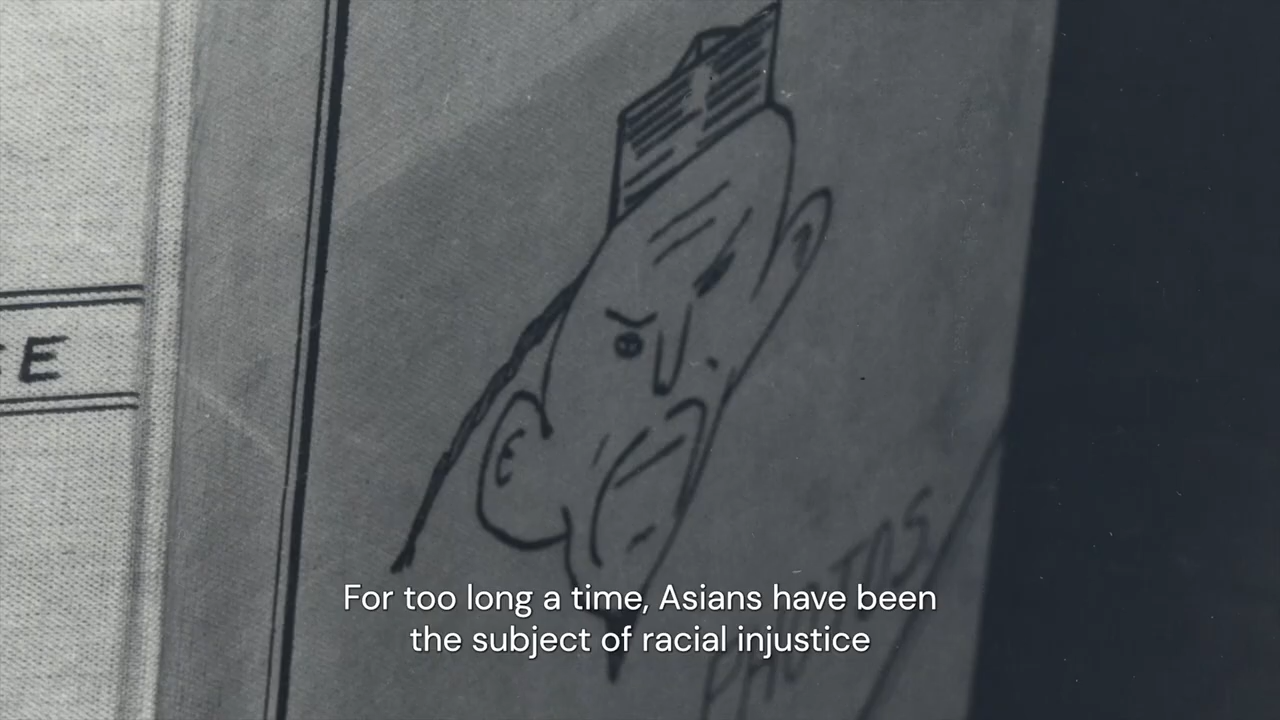 E
PHOTOS
For too long a time, Asians have been
the subject of racial injustice